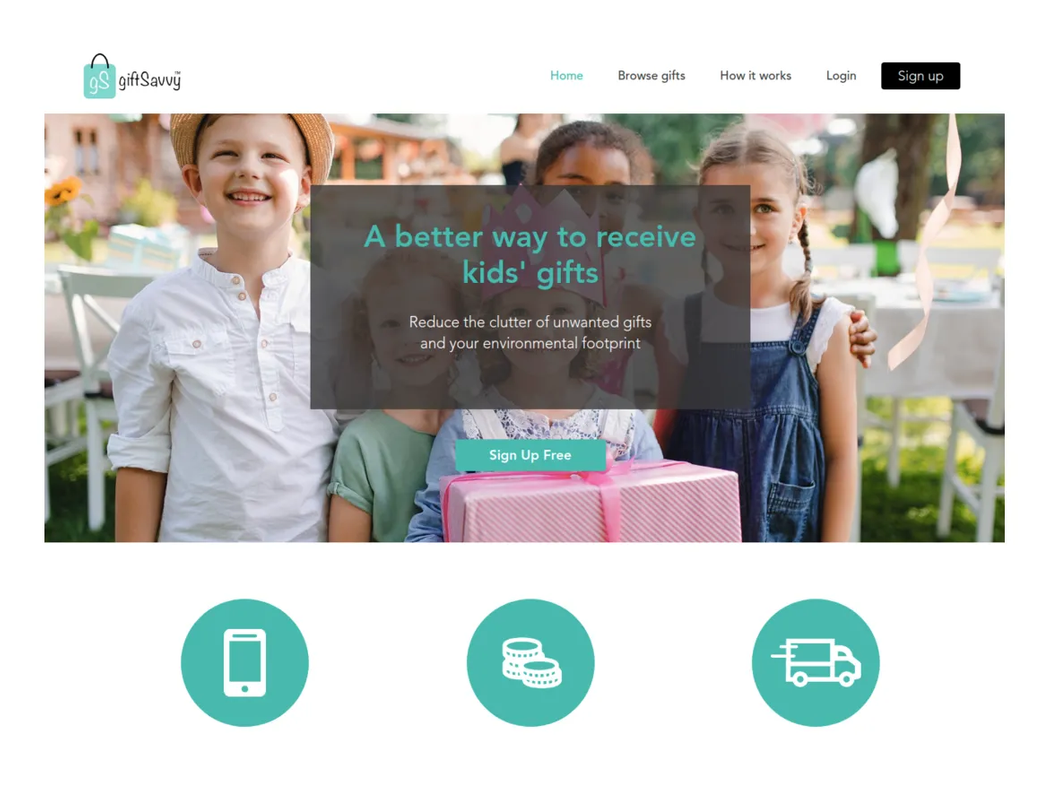 gS giftSavvy™
Home Browse gifts How it works Login Sign up
A better way to receive
kids' gifts
Reduce the clutter of unwanted gifts
and your environmental footprint
Sign Up Free